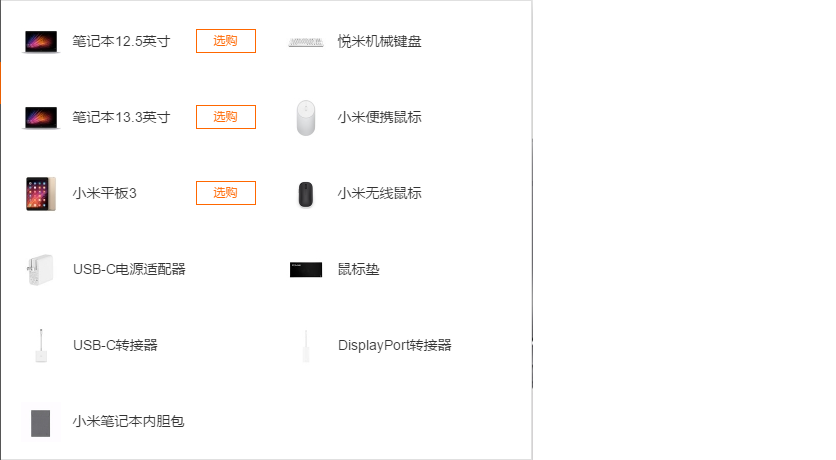 笔记本12.5英寸
选购
笔记本13.3英寸
选购
小米平板3
选购
USB-C电源适配器
USB-C转接器
小米笔记本内胆包
悦米机械键盘
小米便携鼠标
小米无线鼠标
鼠标垫
DisplayPort转接器